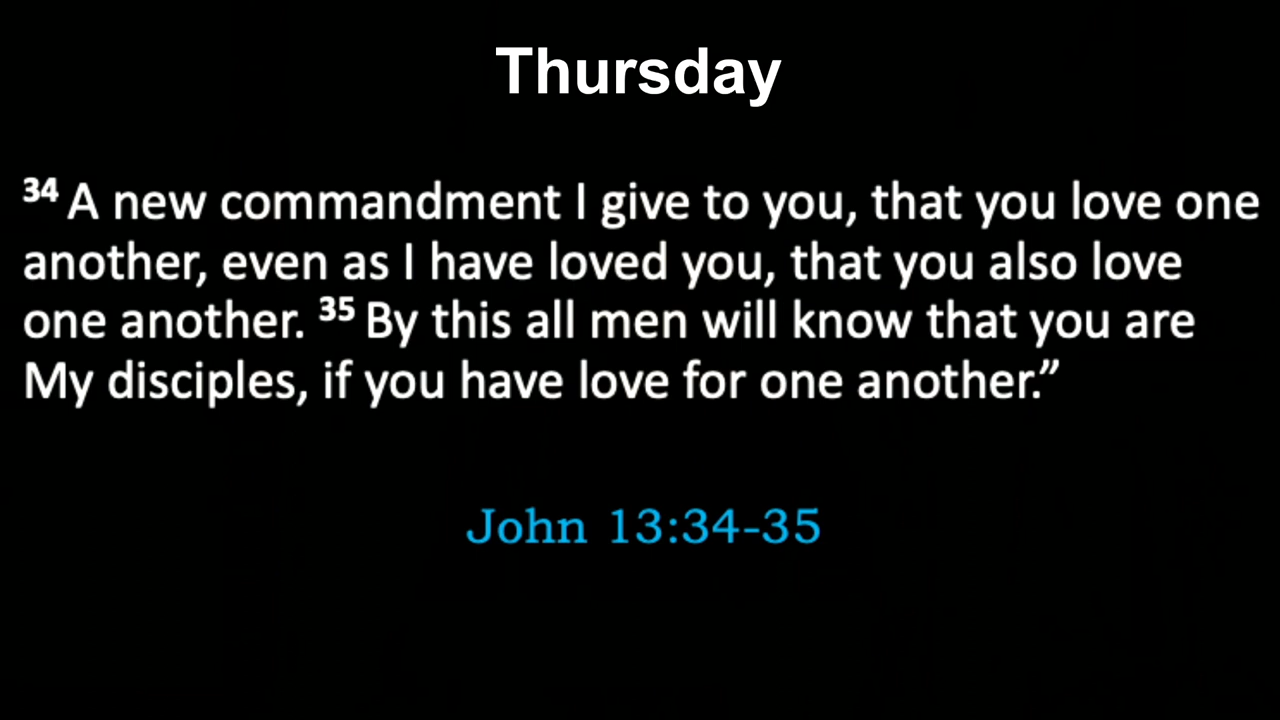 Thursday
34 A new commandment I give to you, that you love one
another, even as I have loved you, that you also love
one another. 35 By this all men will know that you are
My disciples, if you have love for one another.”
John 13:34-35